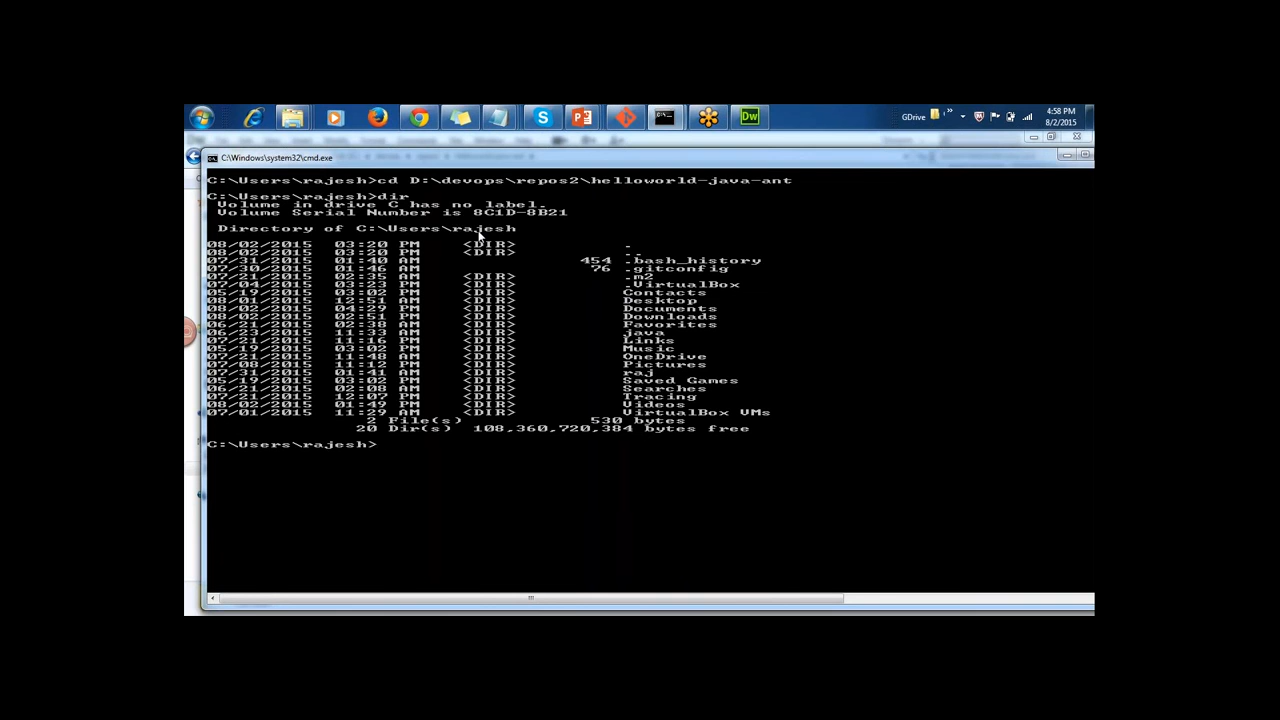 GDrive
»
4:58 PM
8/2/2015
C:\Windows\system32\cmd.exe
C:\Users\rajesh>cd D:\devops\repos2\helloworld-java-ant
C:\Users\rajesh>dir
Volume in drive C has no label.
Volume Serial Number is 8C1D-8B21
Directory of C:\Users\rajesh
08/02/2015 03:20 PM <DIR> .
08/02/2015 03:20 PM <DIR> ..
07/31/2015 01:40 AM 454 .bash_history
07/30/2015 01:46 AM 76 .gitconfig
07/21/2015 02:35 AM <DIR> .m2
07/04/2015 03:23 PM <DIR> .VirtualBox
05/19/2015 03:02 PM <DIR> Contacts
08/01/2015 12:51 AM <DIR> Desktop
08/02/2015 04:29 PM <DIR> Documents
08/02/2015 02:51 PM <DIR> Downloads
06/21/2015 02:38 AM <DIR> Favorites
06/23/2015 11:33 AM <DIR> java
07/21/2015 11:16 PM <DIR> Links
05/19/2015 03:02 PM <DIR> Music
07/21/2015 11:48 AM <DIR> OneDrive
07/08/2015 11:12 PM <DIR> Pictures
07/31/2015 01:41 AM <DIR> raj
05/19/2015 03:02 PM <DIR> Saved Games
06/21/2015 02:08 AM <DIR> Searches
07/21/2015 12:07 PM <DIR> Tracing
08/02/2015 01:49 PM <DIR> Videos
07/01/2015 11:29 AM <DIR> VirtualBox VMs
2 File(s) 530 bytes
20 Dir(s) 108,360,720,384 bytes free
C:\Users\rajesh>